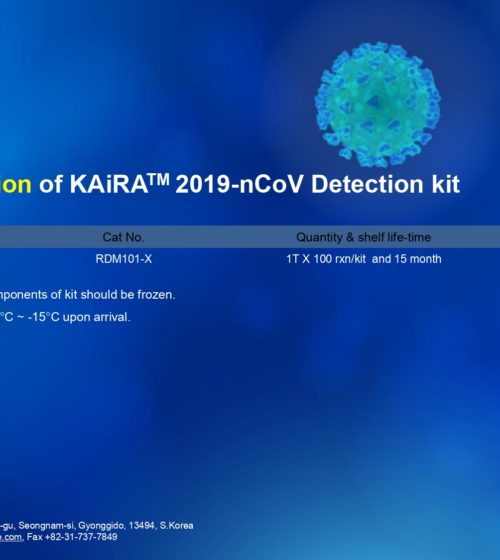 ion of KAiRA™ 2019-nCoV Detection kit
Cat No. Quantity & shelf life-time
RDM101-X 1T X 100 rxn/kit and 15 month
mponents of kit should be frozen.
°C ~ -15°C upon arrival.
-gu, Seongnam-si, Gyonggido, 13494, S.Korea
e.com, Fax +82-31-737-7849